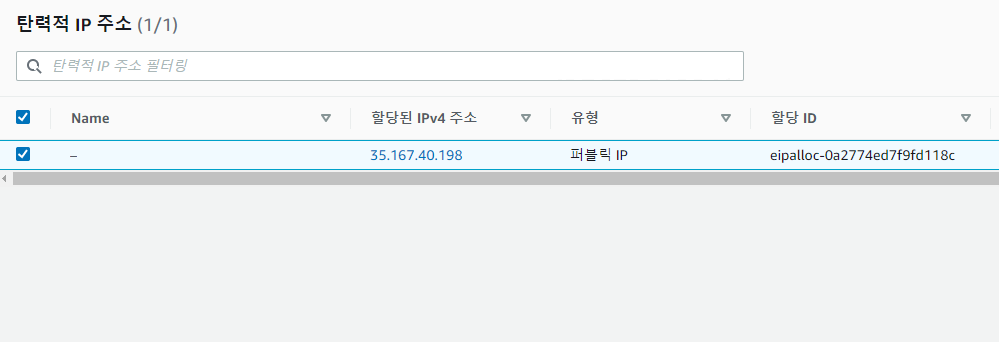 탄력적 IP 주소 (1/1)
탄력적 IP 주소 필터링
Name 할당된 IPv4 주소 유형 할당 ID
– 35.167.40.198 퍼블릭 IP eipalloc-0a2774ed7f9fd118c